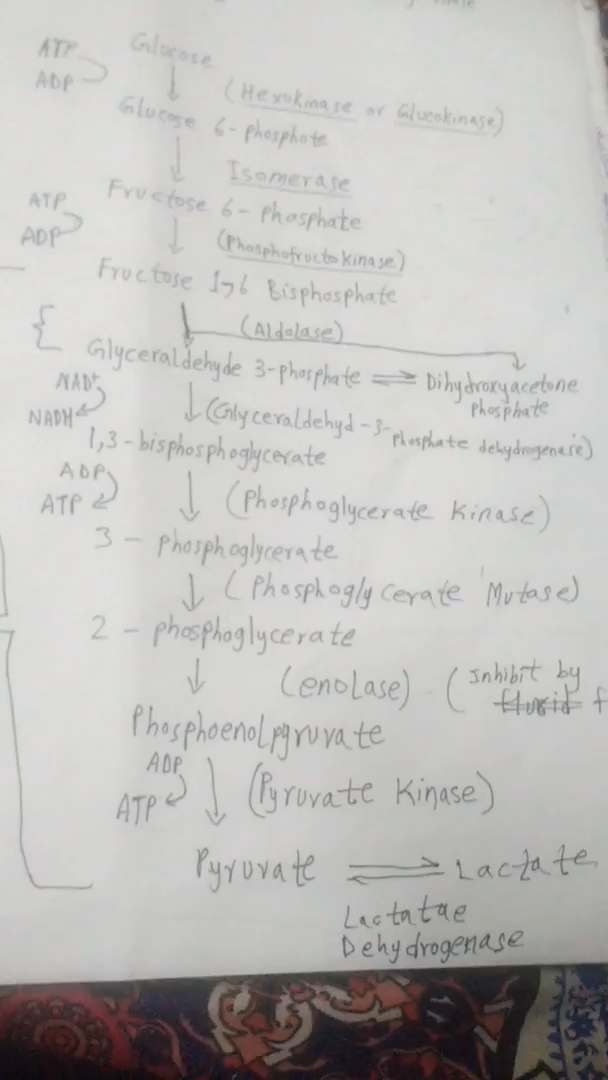 Glucose
ATP
ADP
(Hexokinase or Glucokinase)
Glucose 6-phosphate
Isomerase
Fructose 6-Phosphate
ATP
ADP
(Phosphofructokinase)
Fructose 1,6 Bisphosphate
(Aldolase)
Glyceraldehyde 3-phosphate ⇌ Dihydroxyacetone
Phosphate
NAD+
NADH
(Glyceraldehyd-3-phosphate dehydrogenase)
1,3-bisphosphoglycerate
ADP
ATP
(Phosphoglycerate Kinase)
3-phosphoglycerate
(Phosphoglycerate Mutase)
2-phosphoglycerate
(enolase) (Inhibit by
Phosphoenolpyruvate
ADP
ATP
(Pyruvate Kinase)
Pyruvate ⇌ Lactate
Lactatae
Dehydrogenase